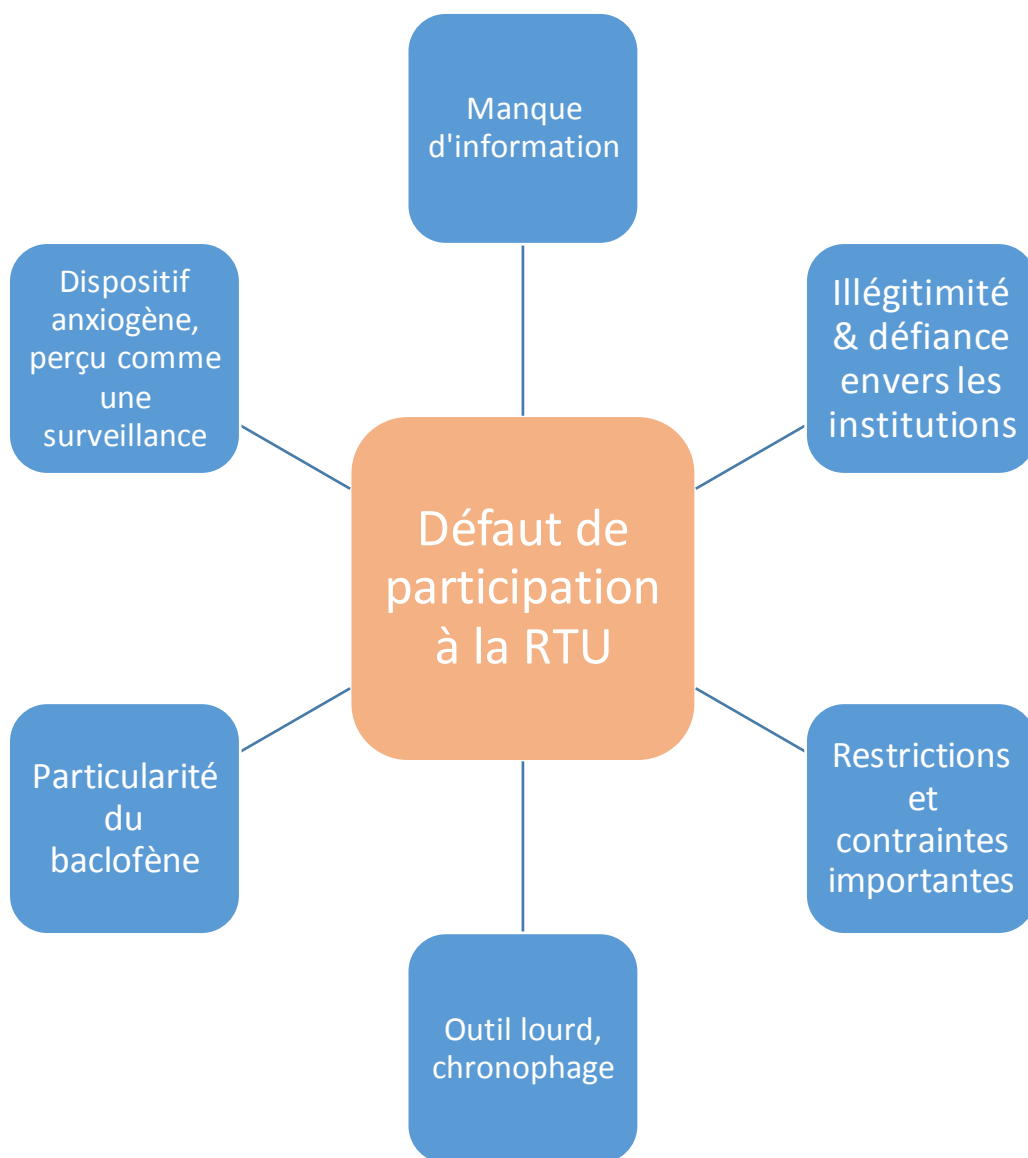 Manque
d'information
Illégitimité
& défiance
envers les
institutions
Restrictions
et
contraintes
importantes
Outil lourd,
chronophage
Particularité
du
baclofène
Dispositif
anxiogène,
perçu comme
une
surveillance
Défaut de
participation
à la RTU